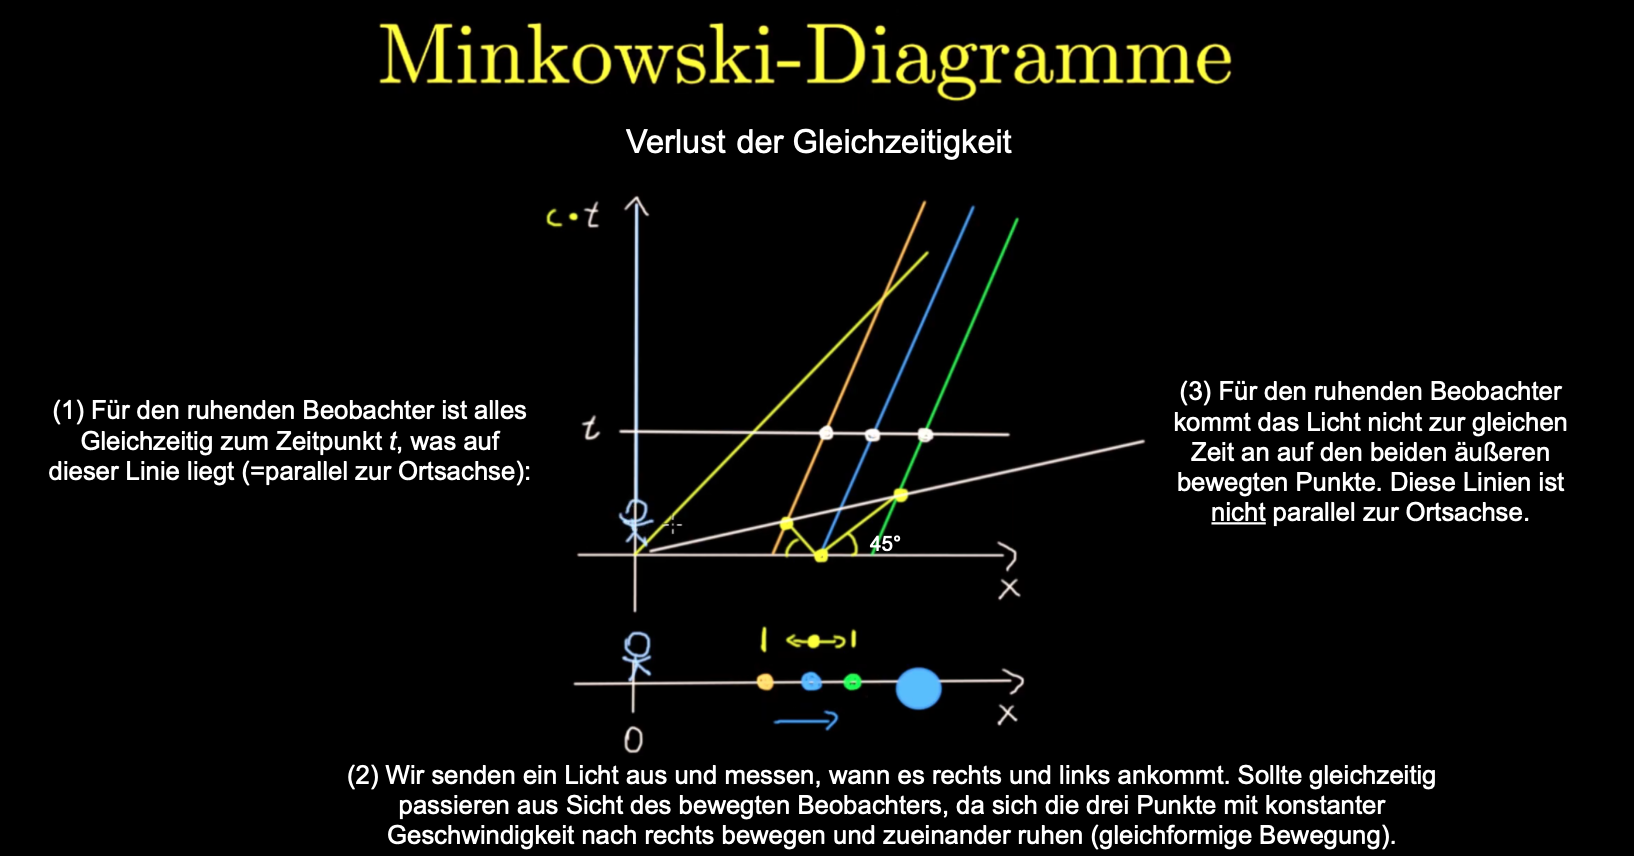 Minkowski-Diagramme
Verlust der Gleichzeitigkeit
c·t
t
(1) Für den ruhenden Beobachter ist alles
Gleichzeitig zum Zeitpunkt t, was auf
dieser Linie liegt (=parallel zur Ortsachse):
(3) Für den ruhenden Beobachter
kommt das Licht nicht zur gleichen
Zeit an auf den beiden äußeren
bewegten Punkte. Diese Linien ist
nicht parallel zur Ortsachse.
45°
x
x
0
(2) Wir senden ein Licht aus und messen, wann es rechts und links ankommt. Sollte gleichzeitig
passieren aus Sicht des bewegten Beobachters, da sich die drei Punkte mit konstanter
Geschwindigkeit nach rechts bewegen und zueinander ruhen (gleichformige Bewegung).